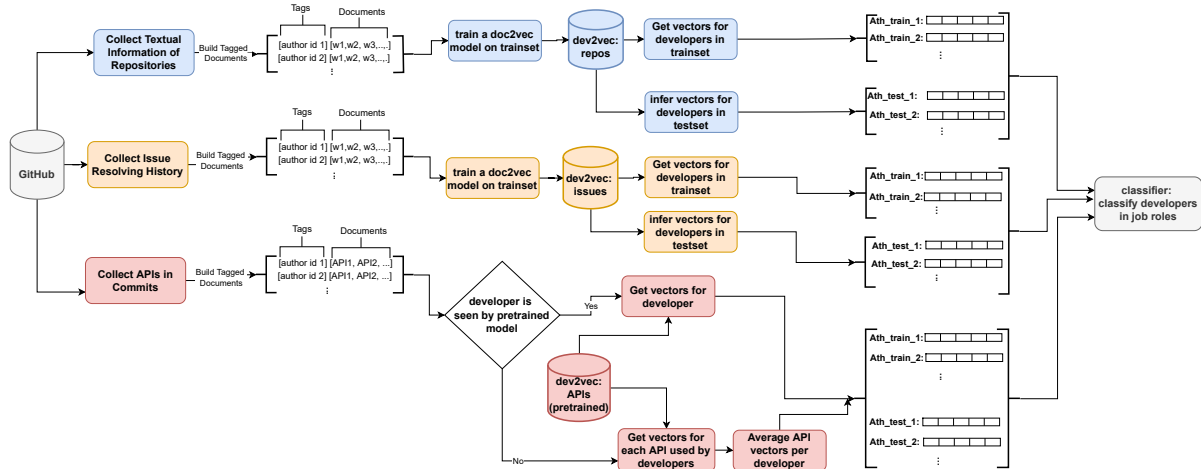 GitHub
Collect Textual
Information of
Repositories
Build Tagged
Documents
Tags
Documents
[author id 1] [w1,w2, w3,..,.]
[author id 2] [w1,w2, w3,...,.]
⋮
train a doc2vec
model on trainset
dev2vec:
repos
Get vectors for
developers in
trainset
infer vectors for
developers in
testset
Ath_train_1:
Ath_train_2:
⋮
Ath_test_1:
Ath_test_2:
⋮
Collect Issue
Resolving History
Build Tagged
Documents
Tags
Documents
[author id 1] [w1,w2, w3,..,.]
[author id 2] [w1,w2, w3,...,.]
⋮
train a doc2vec
model on trainset
dev2vec:
issues
Get vectors for
developers in
trainset
infer vectors for
developers in
testset
Ath_train_1:
Ath_train_2:
⋮
Ath_test_1:
Ath_test_2:
⋮
Collect APIs in
Commits
Build Tagged
Documents
Tags
Documents
[author id 1] [API1, API2, ...]
[author id 2] [API1, API2, ...]
⋮
developer is
seen by pretrained
model
Yes
No
Get vectors for
developer
dev2vec:
APIs
(pretrained)
Get vectors for
each API used by
developers
Average API
vectors per
developer
Ath_train_1:
Ath_train_2:
⋮
Ath_test_1:
Ath_test_2:
⋮
classifier:
classify developers
in job roles